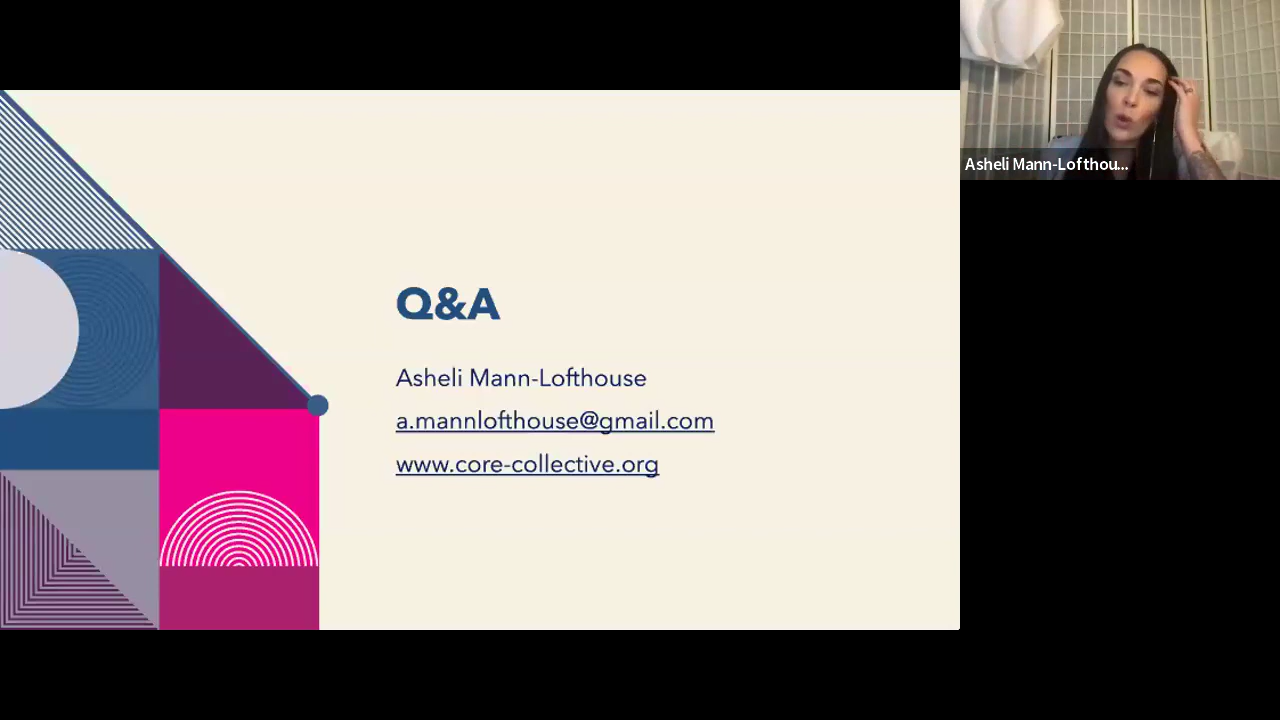 Asheli Mann-Lofthou...
Q&A
Asheli Mann-Lofthouse
a.mannlofthouse@gmail.com
www.core-collective.org